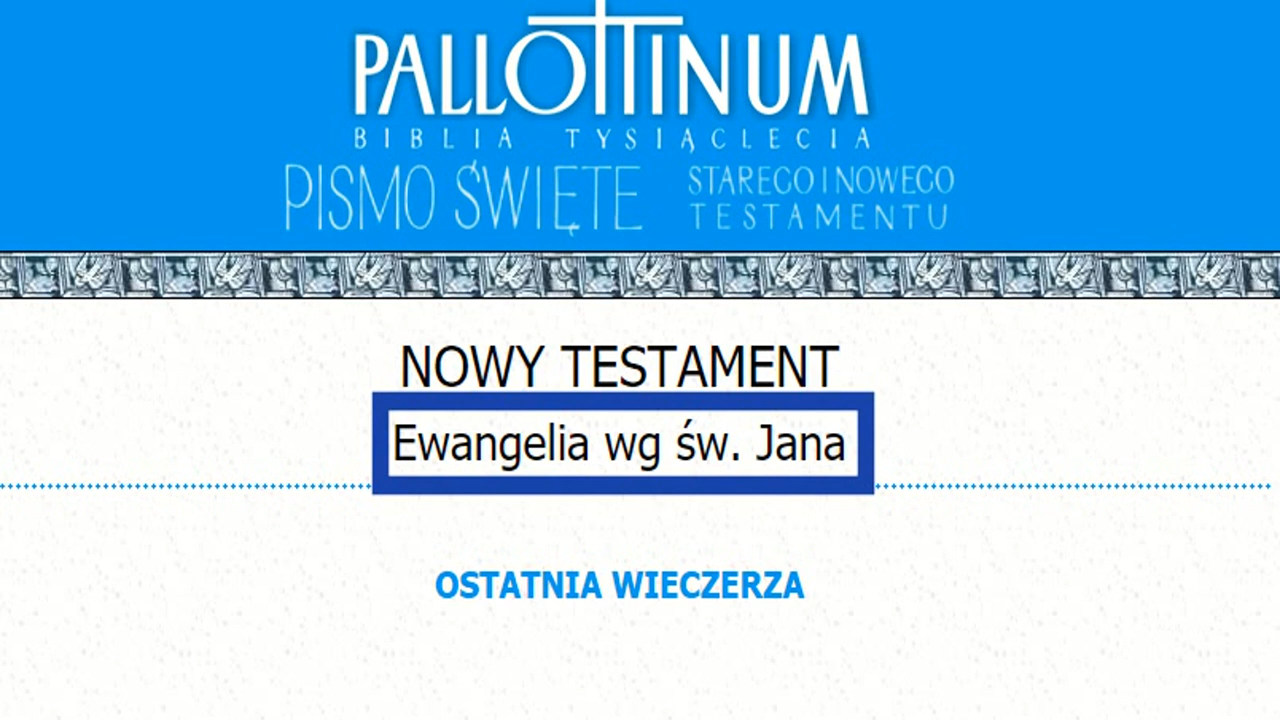 PALLOTTINUM
BIBLIA TYSIĄCLECIA
PISMO ŚWIĘTE STAREGO I NOWEGO TESTAMENTU
NOWY TESTAMENT
Ewangelia wg św. Jana
OSTATNIA WIECZERZA